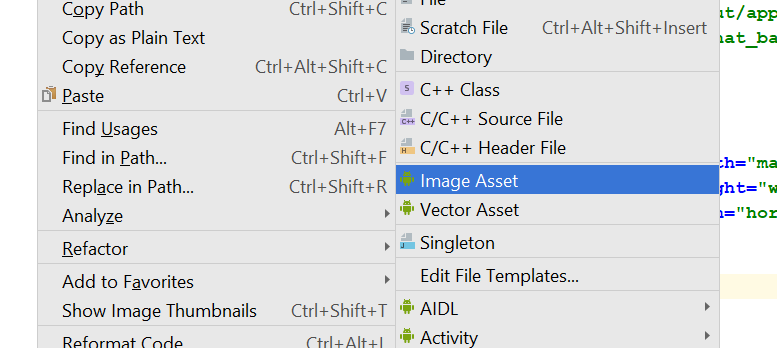 Copy Path Ctrl+Shift+C
Copy as Plain Text
Copy Reference Ctrl+Alt+Shift+C
Paste Ctrl+V
Find Usages Alt+F7
Find in Path... Ctrl+Shift+F
Replace in Path... Ctrl+Shift+R
Analyze
Refactor
Add to Favorites
Show Image Thumbnails Ctrl+Shift+T
Reformat Code Ctrl+Alt+L
File
Scratch File Ctrl+Alt+Shift+Insert
Directory
S C++ Class
C++ C/C++ Source File
H C/C++ Header File
Image Asset
Vector Asset
J Singleton
Edit File Templates...
AIDL
Activity
ut/app
hat_ba
th="ma
ght="w
n="hor